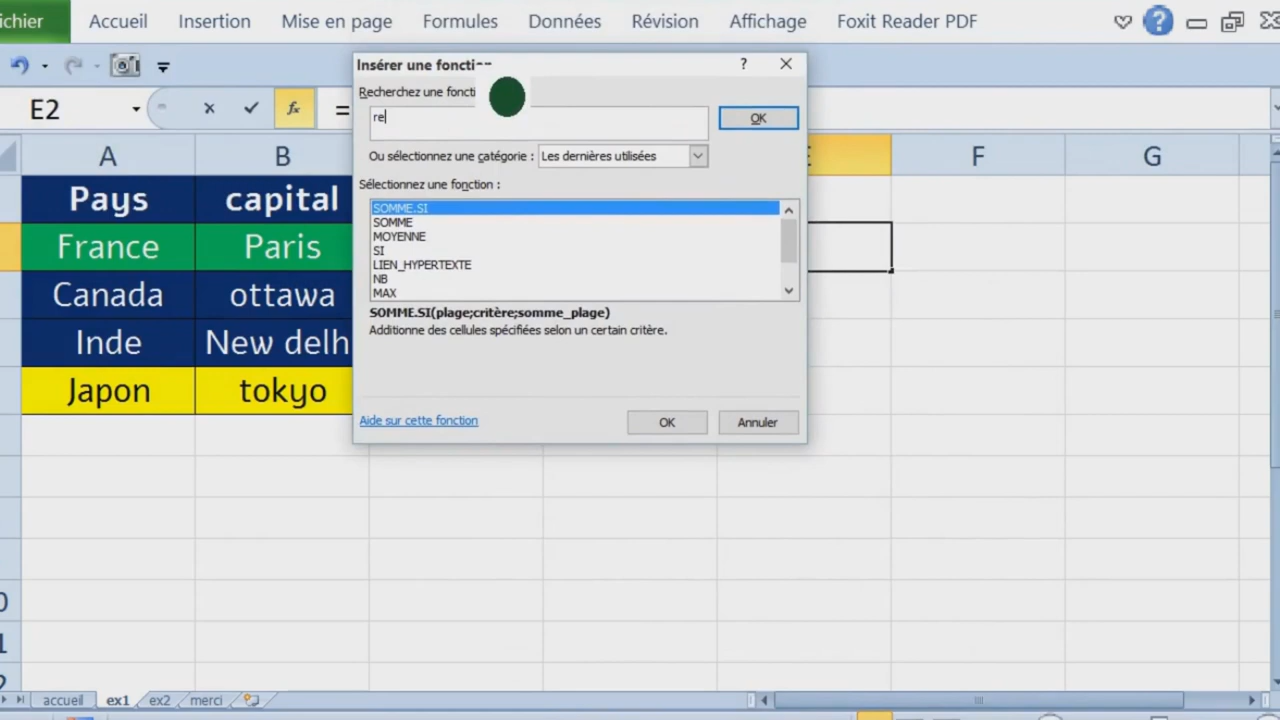 ichier Accueil Insertion Mise en page Formules Données Révision Affichage Foxit Reader PDF ?
E2 fx =
Insérer une foncti ?
Recherchez une foncti
re
OK
Ou sélectionnez une catégorie : Les dernières utilisées
Sélectionnez une fonction :
SOMME.SI
SOMME
MOYENNE
SI
LIEN_HYPERTEXTE
NB
MAX
SOMME.SI(plage;critère;somme_plage)
Additionne des cellules spécifiées selon un certain critère.
Aide sur cette fonction OK Annuler
A B F G
Pays capital
France Paris
Canada ottawa
Inde New delh
Japon tokyo
0
1
2
accueil ex1 ex2 merci